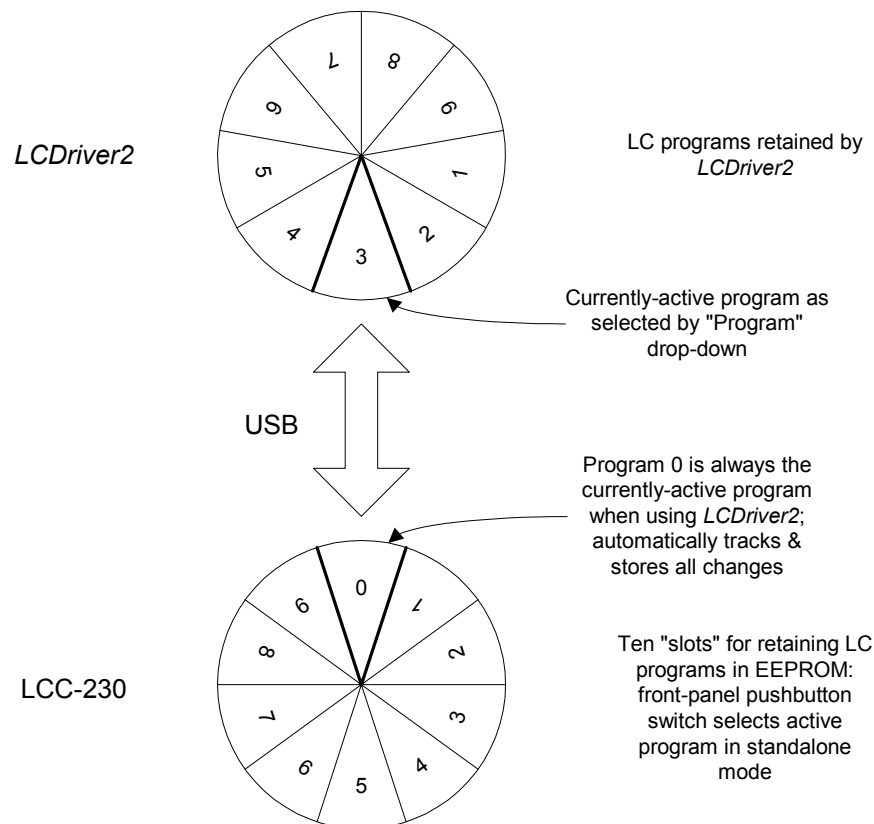 7 8
6 9
LCDriver2
5 1
4 3 2
LC programs retained by
LCDriver2
Currently-active program as
selected by "Program"
drop-down
USB
Program 0 is always the
currently-active program
when using LCDriver2;
automatically tracks &
stores all changes
9 0 1
8 2
LCC-230
7 3
6 5 4
Ten "slots" for retaining LC
programs in EEPROM:
front-panel pushbutton
switch selects active
program in standalone
mode